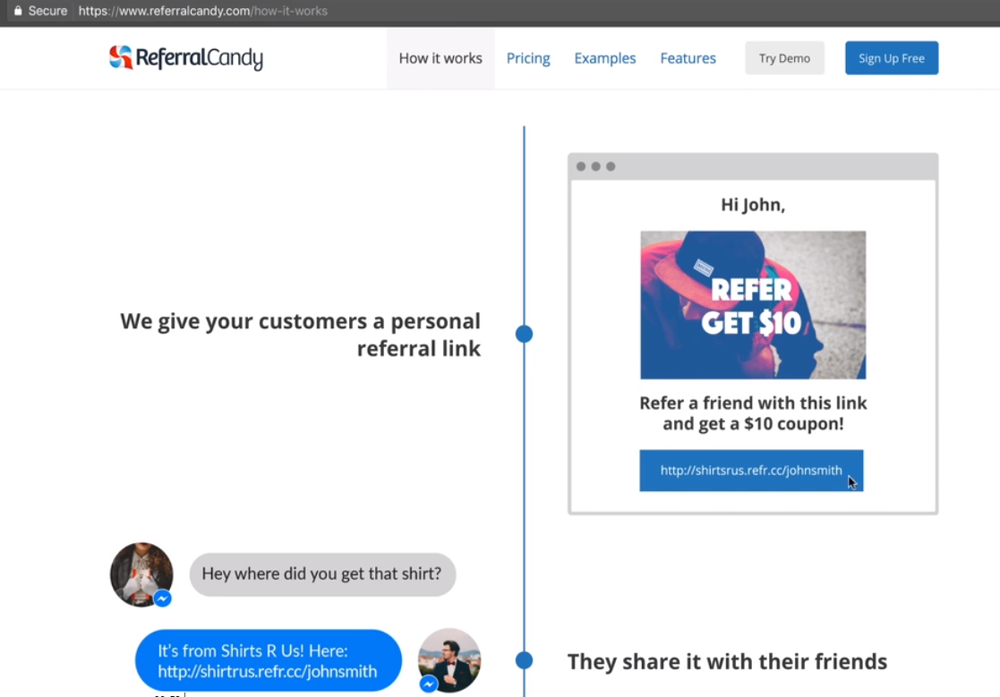 Secure https://www.referralcandy.com/how-it-works
ReferralCandy How it works Pricing Examples Features Try Demo Sign Up Free
Hi John,
REFER
GET $10
We give your customers a personal
referral link
Refer a friend with this link
and get a $10 coupon!
http://shirtsrus.refr.cc/johnsmith
Hey where did you get that shirt?
It's from Shirts R Us! Here:
http://shirtrus.refr.cc/johnsmith
They share it with their friends